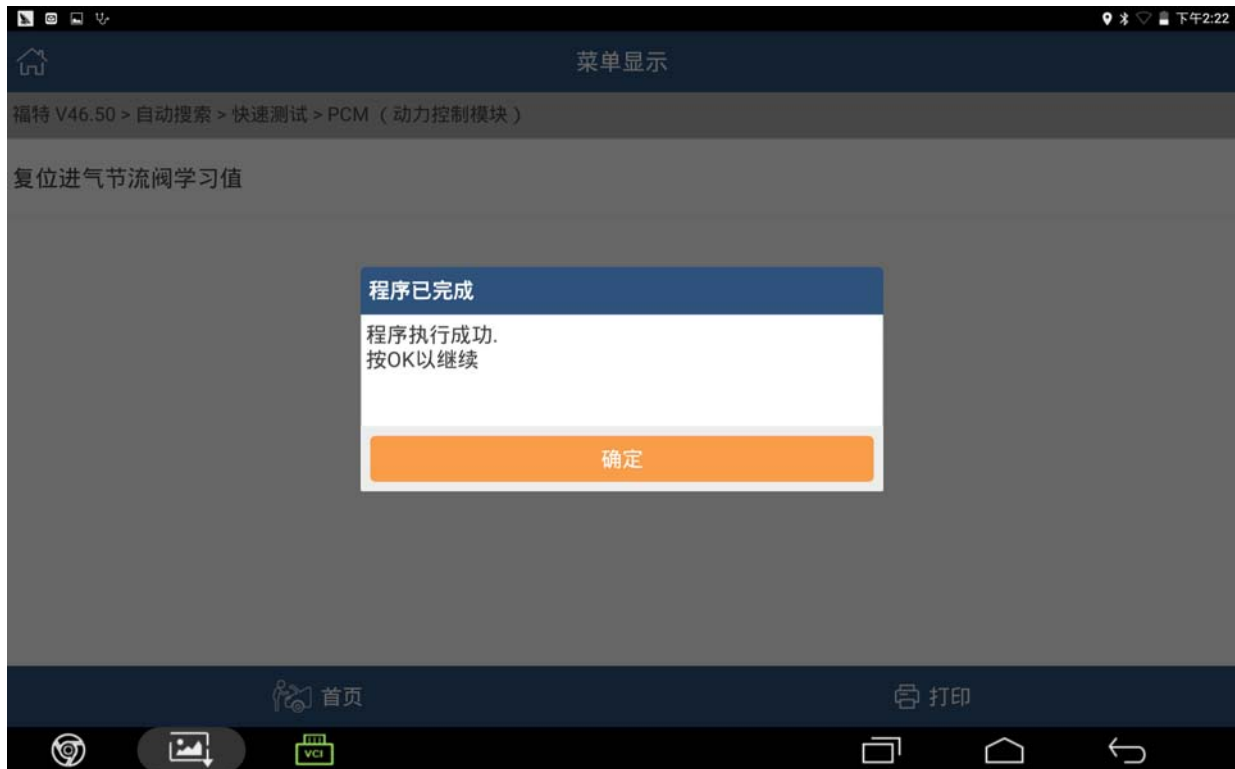 下午2:22
菜单显示
福特 V46.50 > 自动搜索 > 快速测试 > PCM （动力控制模块）
复位进气节流阀学习值
程序已完成
程序执行成功.
按OK以继续
确定
首页
打印
VCI